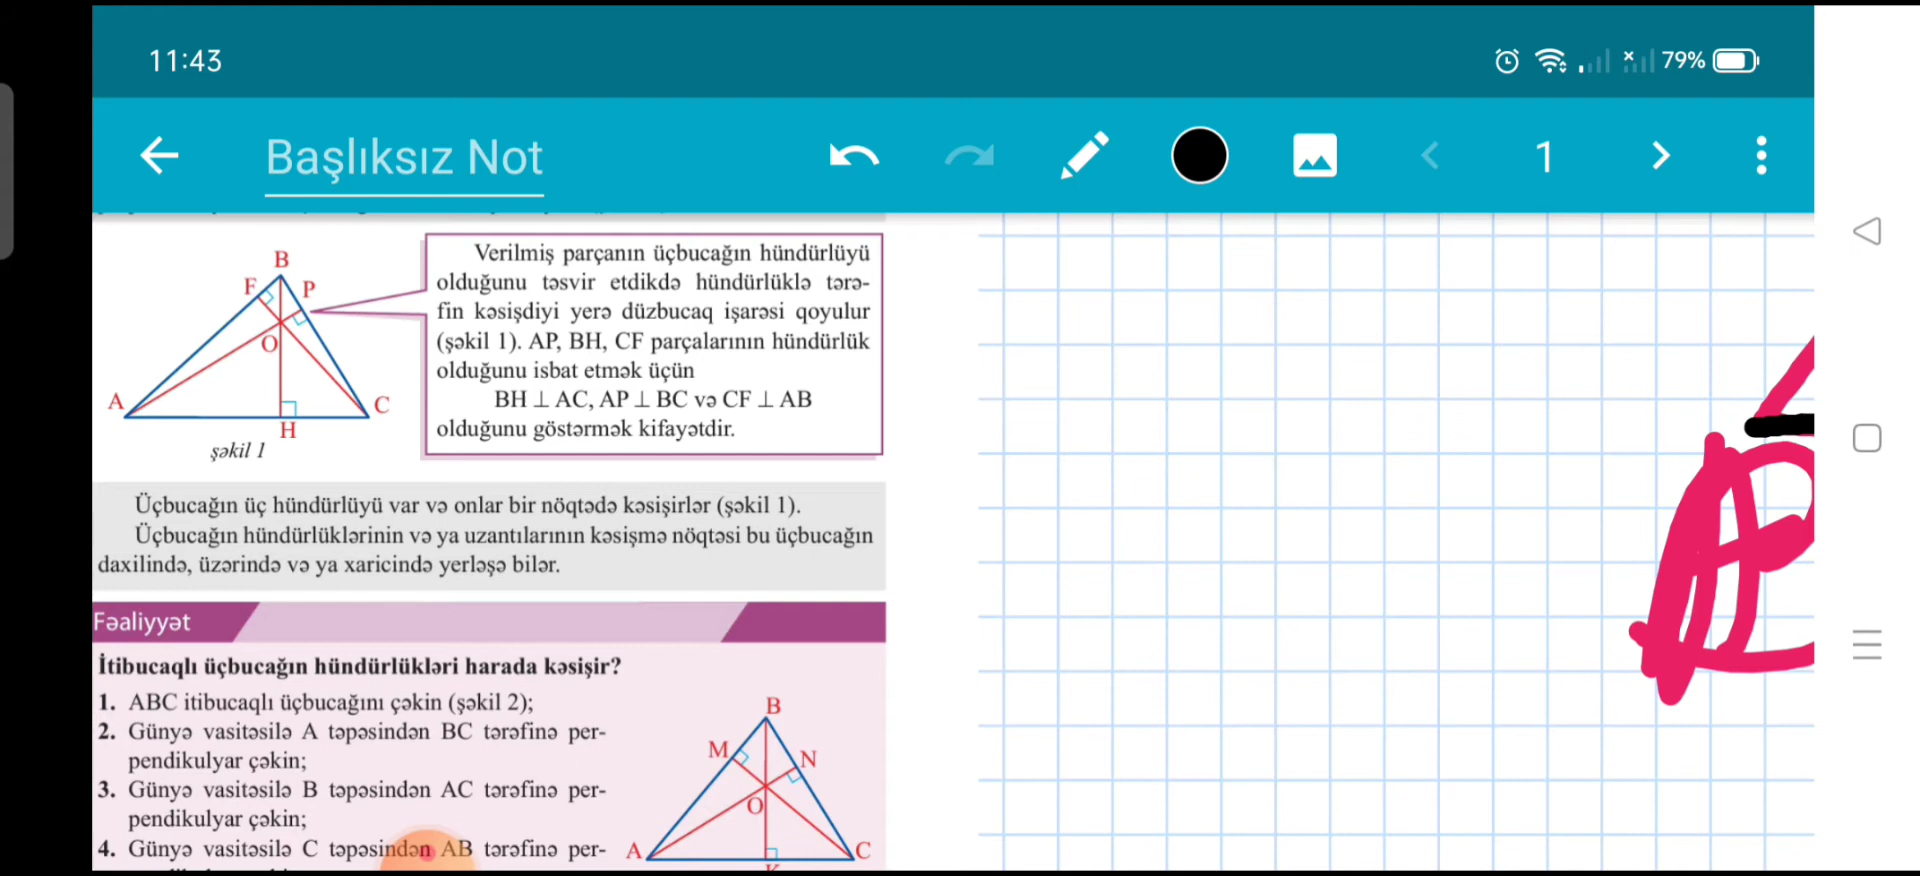 11:43
79%
Başlıksız Not
1
B
F
P
O
A
C
H
şəkil 1
Verilmiş parçanın üçbucağın hündürlüyü
olduğunu təsvir etdikdə hündürlüklə tərə-
fin kəsişdiyi yerə düzbucaq işarəsi qoyulur
(şəkil 1). AP, BH, CF parçalarının hündürlük
olduğunu isbat etmək üçün
BH ⊥ AC, AP ⊥ BC və CF ⊥ AB
olduğunu göstərmək kifayətdir.
Üçbucağın üç hündürlüyü var və onlar bir nöqtədə kəsişirlər (şəkil 1).
Üçbucağın hündürlüklərinin və ya uzantılarının kəsişmə nöqtəsi bu üçbucağın
daxilində, üzərində və ya xaricində yerləşə bilər.
Fəaliyyət
İtibucaqlı üçbucağın hündürlükləri harada kəsişir?
1. ABC itibucaqlı üçbucağını çəkin (şəkil 2);
2. Günyə vasitəsilə A təpəsindən BC tərəfinə per-
pendikulyar çəkin;
3. Günyə vasitəsilə B təpəsindən AC tərəfinə per-
pendikulyar çəkin;
4. Günyə vasitəsilə C təpəsindən AB tərəfinə per-
B
M
N
O
A
C